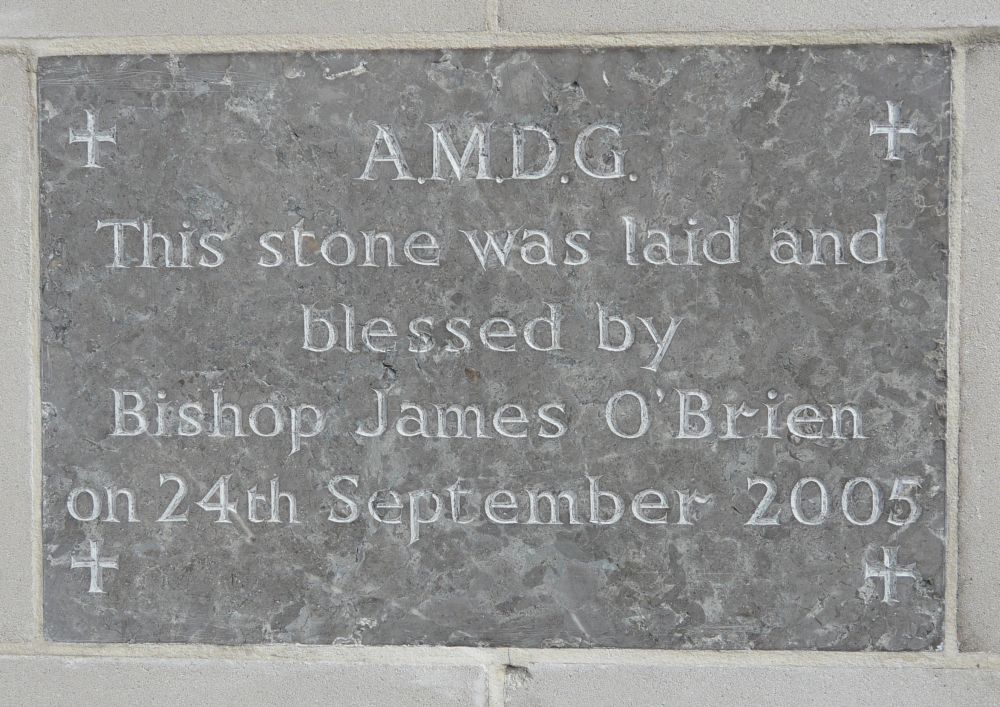 A.M.D.G.
This stone was laid and
blessed by
Bishop James O'Brien
on 24th September 2005